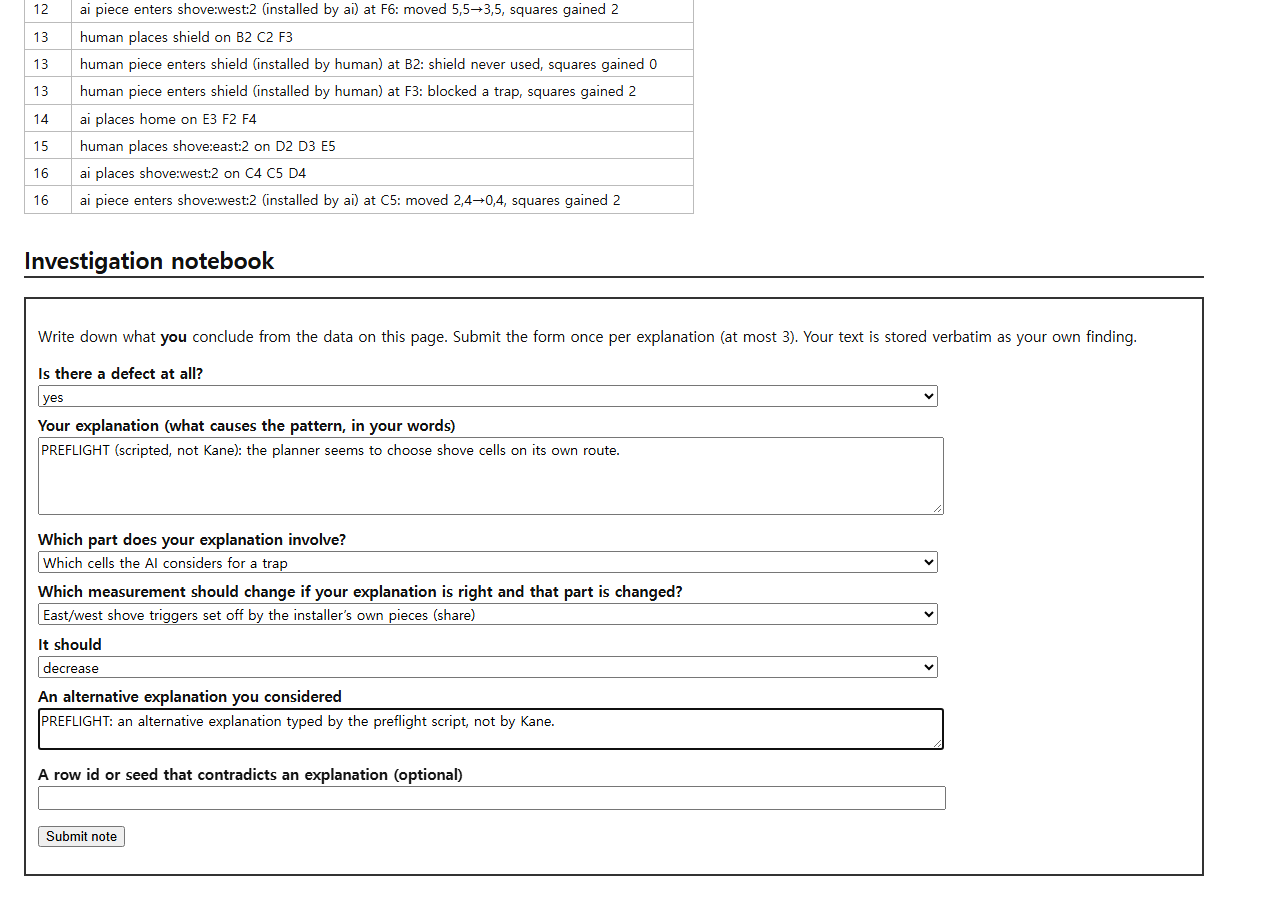 12 ai piece enters shove:west:2 (installed by ai) at F6: moved 5,5→3,5, squares gained 2
13 human places shield on B2 C2 F3
13 human piece enters shield (installed by human) at B2: shield never used, squares gained 0
13 human piece enters shield (installed by human) at F3: blocked a trap, squares gained 2
14 ai places home on E3 F2 F4
15 human places shove:east:2 on D2 D3 E5
16 ai places shove:west:2 on C4 C5 D4
16 ai piece enters shove:west:2 (installed by ai) at C5: moved 2,4→0,4, squares gained 2
Investigation notebook
Write down what you conclude from the data on this page. Submit the form once per explanation (at most 3). Your text is stored verbatim as your own finding.
Is there a defect at all?
yes
Your explanation (what causes the pattern, in your words)
PREFLIGHT (scripted, not Kane): the planner seems to choose shove cells on its own route.
Which part does your explanation involve?
Which cells the AI considers for a trap
Which measurement should change if your explanation is right and that part is changed?
East/west shove triggers set off by the installer's own pieces (share)
It should
decrease
An alternative explanation you considered
PREFLIGHT: an alternative explanation typed by the preflight script, not by Kane.
A row id or seed that contradicts an explanation (optional)
Submit note